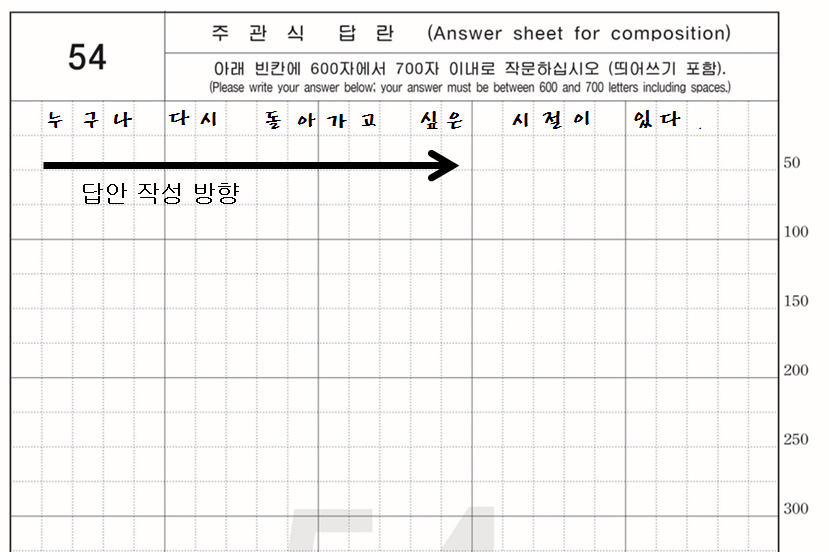 54
주 관 식 답 란 (Answer sheet for composition)
아래 빈칸에 600자에서 700자 이내로 작문하십시오 (띄어쓰기 포함).
(Please write your answer below; your answer must be between 600 and 700 letters including spaces.)
누구나 다시 돌아가고 싶은 시절이 있다.
답안 작성 방향
50
100
150
200
250
300
54